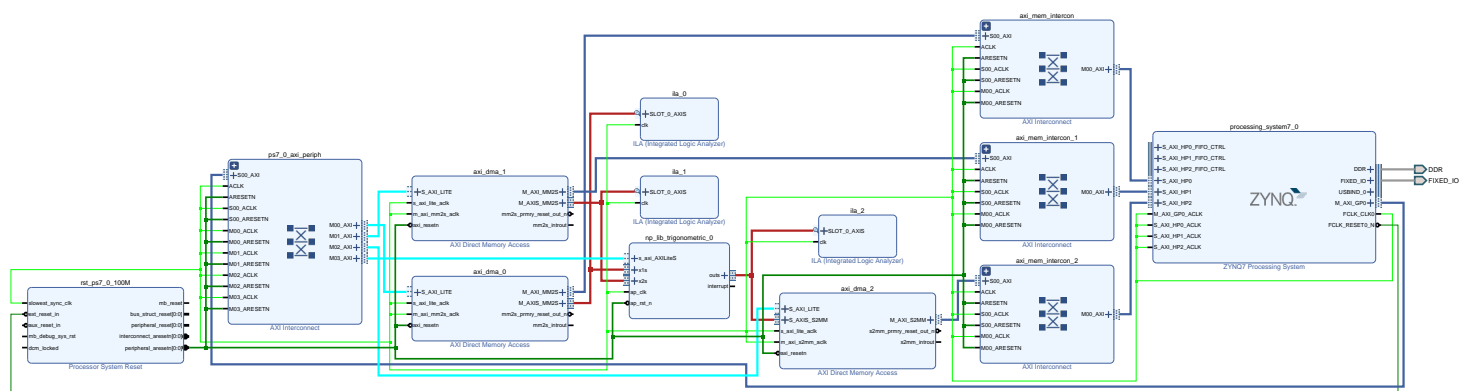 axi_mem_intercon
S00_AXI
ACLK
ARESETN
S00_ACLK
S00_ARESETN
M00_ACLK
M00_ARESETN
M00_AXI
AXI Interconnect
ila_0
SLOT_0_AXIS
clk
ILA (Integrated Logic Analyzer)
processing_system7_0
S_AXI_HP0_FIFO_CTRL
S_AXI_HP1_FIFO_CTRL
S_AXI_HP2_FIFO_CTRL
S_AXI_HP0
S_AXI_HP1
S_AXI_HP2
M_AXI_GP0_ACLK
S_AXI_HP0_ACLK
S_AXI_HP1_ACLK
S_AXI_HP2_ACLK
ZYNQ
DDR
FIXED_IO
USBIND_0
M_AXI_GP0
FCLK_CLK0
FCLK_RESET0_N
ZYNQ7 Processing System
DDR
FIXED_IO
axi_mem_intercon_1
S00_AXI
ACLK
ARESETN
S00_ACLK
S00_ARESETN
M00_ACLK
M00_ARESETN
M00_AXI
AXI Interconnect
ps7_0_axi_periph
S00_AXI
ACLK
ARESETN
S00_ACLK
S00_ARESETN
M00_ACLK
M00_ARESETN
M01_ACLK
M01_ARESETN
M02_ACLK
M02_ARESETN
M03_ACLK
M03_ARESETN
M00_AXI
M01_AXI
M02_AXI
M03_AXI
AXI Interconnect
axi_dma_1
S_AXI_LITE
s_axi_lite_aclk
m_axi_mm2s_aclk
axi_resetn
M_AXI_MM2S
M_AXIS_MM2S
mm2s_prmry_reset_out_n
mm2s_introut
AXI Direct Memory Access
ila_1
SLOT_0_AXIS
clk
ILA (Integrated Logic Analyzer)
ila_2
SLOT_0_AXIS
clk
ILA (Integrated Logic Analyzer)
np_lib_trigonometric_0
s_axi_AXILiteS
x1s
x2s
ap_clk
ap_rst_n
outs
interrupt
axi_dma_0
S_AXI_LITE
s_axi_lite_aclk
m_axi_mm2s_aclk
axi_resetn
M_AXI_MM2S
M_AXIS_MM2S
mm2s_prmry_reset_out_n
mm2s_introut
AXI Direct Memory Access
axi_mem_intercon_2
S00_AXI
ACLK
ARESETN
S00_ACLK
S00_ARESETN
M00_ACLK
M00_ARESETN
M00_AXI
AXI Interconnect
axi_dma_2
S_AXI_LITE
S_AXIS_S2MM
s_axi_lite_aclk
m_axi_s2mm_aclk
axi_resetn
M_AXI_S2MM
s2mm_prmry_reset_out_n
s2mm_introut
AXI Direct Memory Access
rst_ps7_0_100M
slowest_sync_clk
ext_reset_in
aux_reset_in
mb_debug_sys_rst
dcm_locked
mb_reset
bus_struct_reset[0:0]
peripheral_reset[0:0]
interconnect_aresetn[0:0]
peripheral_aresetn[0:0]
Processor System Reset